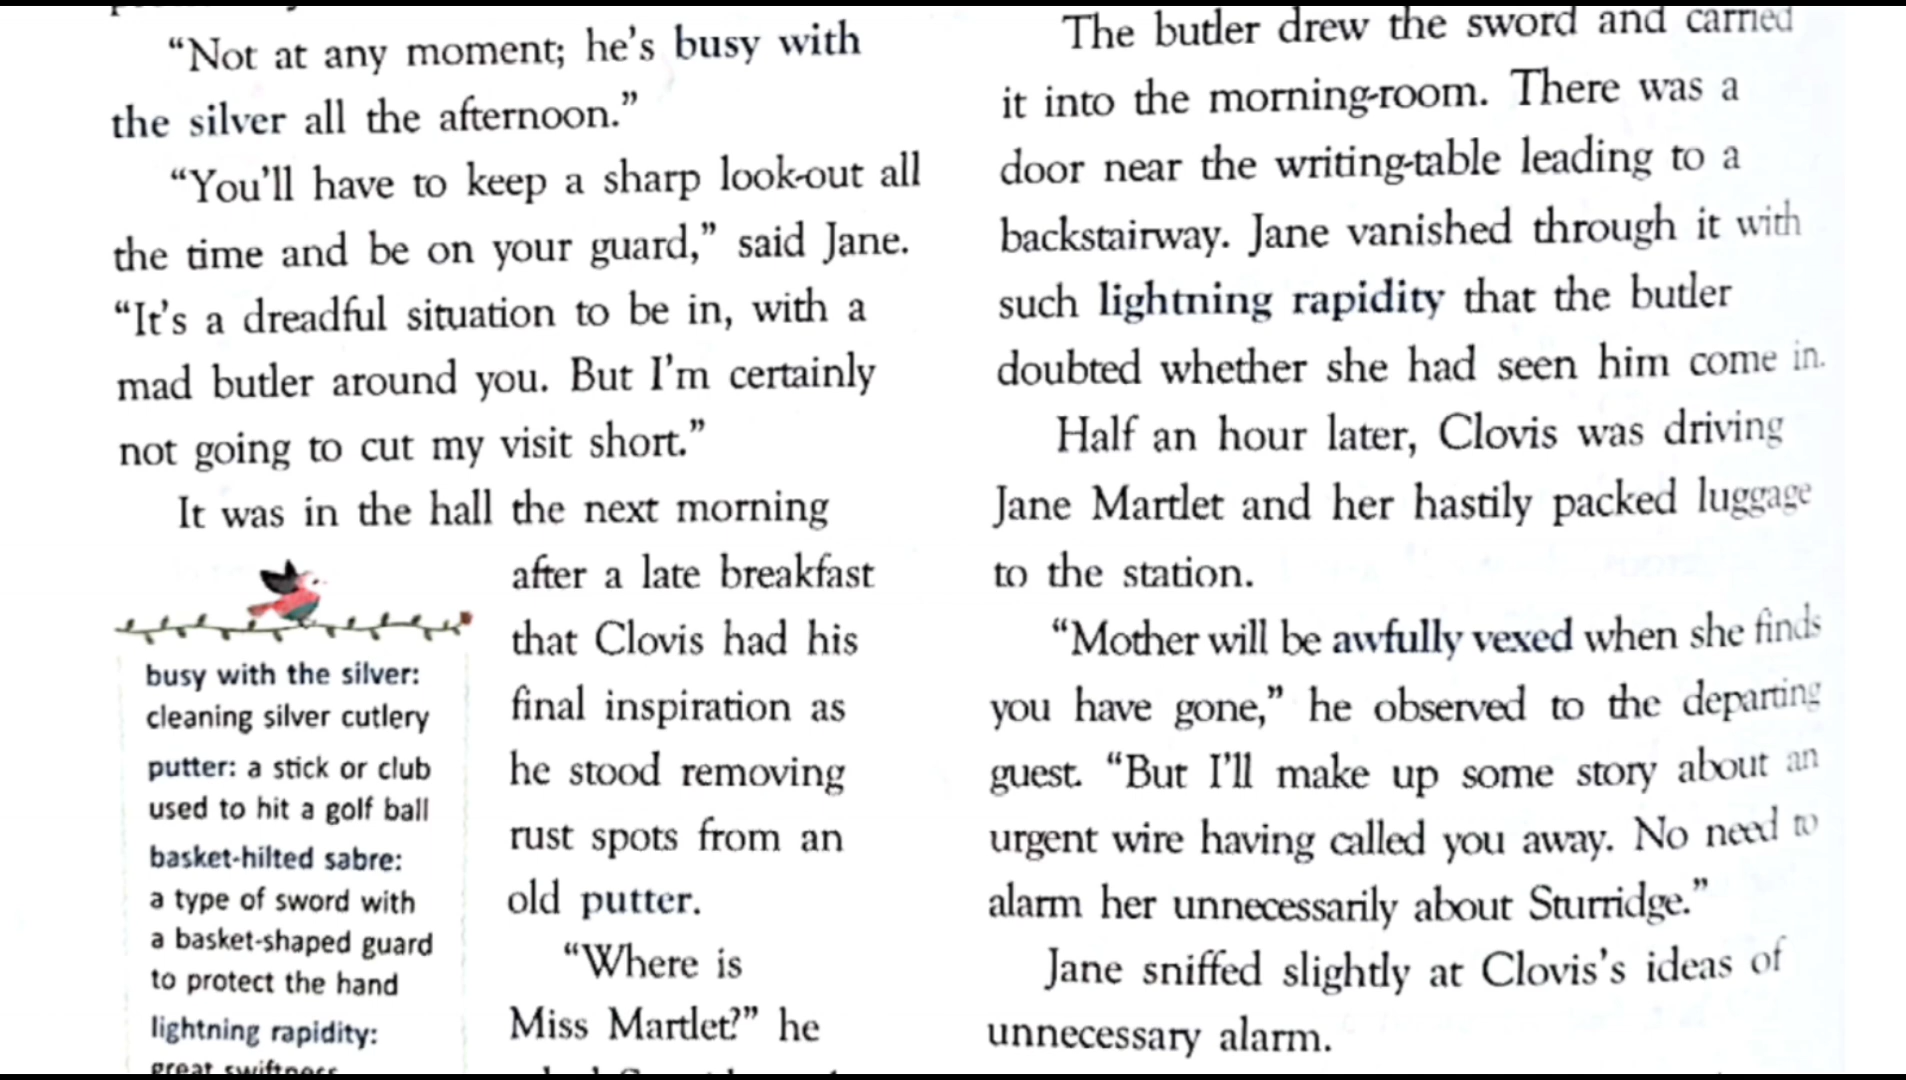 “Not at any moment; he’s busy with
the silver all the afternoon.”
“You’ll have to keep a sharp look-out all
the time and be on your guard,” said Jane.
“It’s a dreadful situation to be in, with a
mad butler around you. But I’m certainly
not going to cut my visit short.”
It was in the hall the next morning
after a late breakfast
that Clovis had his
final inspiration as
he stood removing
rust spots from an
old putter.
“Where is
Miss Martlet?” he
busy with the silver:
cleaning silver cutlery
putter: a stick or club
used to hit a golf ball
basket-hilted sabre:
a type of sword with
a basket-shaped guard
to protect the hand
lightning rapidity:
great swiftness
The butler drew the sword and carried
it into the morning-room. There was a
door near the writing-table leading to a
backstairway. Jane vanished through it with
such lightning rapidity that the butler
doubted whether she had seen him come in.
Half an hour later, Clovis was driving
Jane Martlet and her hastily packed luggage
to the station.
“Mother will be awfully vexed when she finds
you have gone,” he observed to the departing
guest. “But I’ll make up some story about an
urgent wire having called you away. No need to
alarm her unnecessarily about Sturridge.”
Jane sniffed slightly at Clovis’s ideas of
unnecessary alarm.